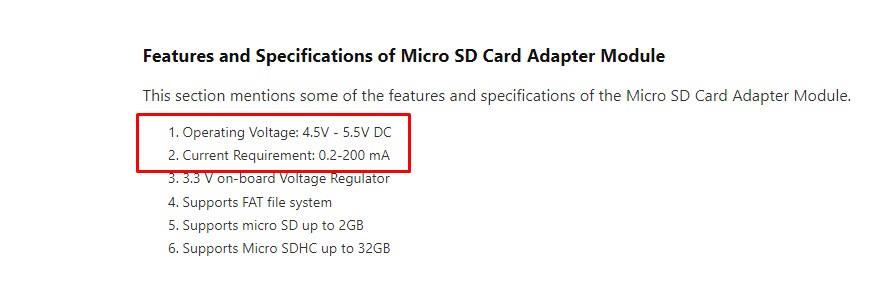 Features and Specifications of Micro SD Card Adapter Module
This section mentions some of the features and specifications of the Micro SD Card Adapter Module.
1. Operating Voltage: 4.5V - 5.5V DC
2. Current Requirement: 0.2-200 mA
3. 3.3 V on-board Voltage Regulator
4. Supports FAT file system
5. Supports micro SD up to 2GB
6. Supports Micro SDHC up to 32GB